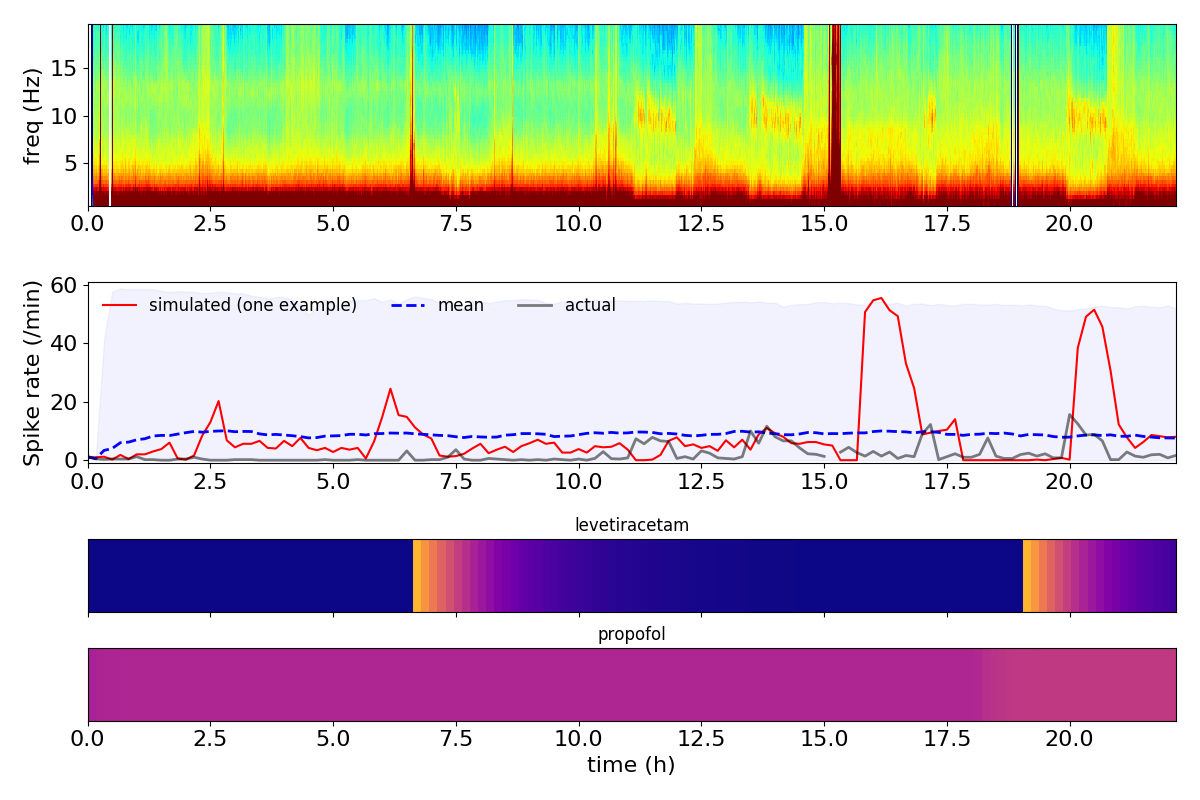 freq (Hz)
15
10
5
0.0 2.5 5.0 7.5 10.0 12.5 15.0 17.5 20.0
Spike rate (/min)
60
40
20
0
simulated (one example) mean actual
0.0 2.5 5.0 7.5 10.0 12.5 15.0 17.5 20.0
levetiracetam
propofol
0.0 2.5 5.0 7.5 10.0 12.5 15.0 17.5 20.0
time (h)